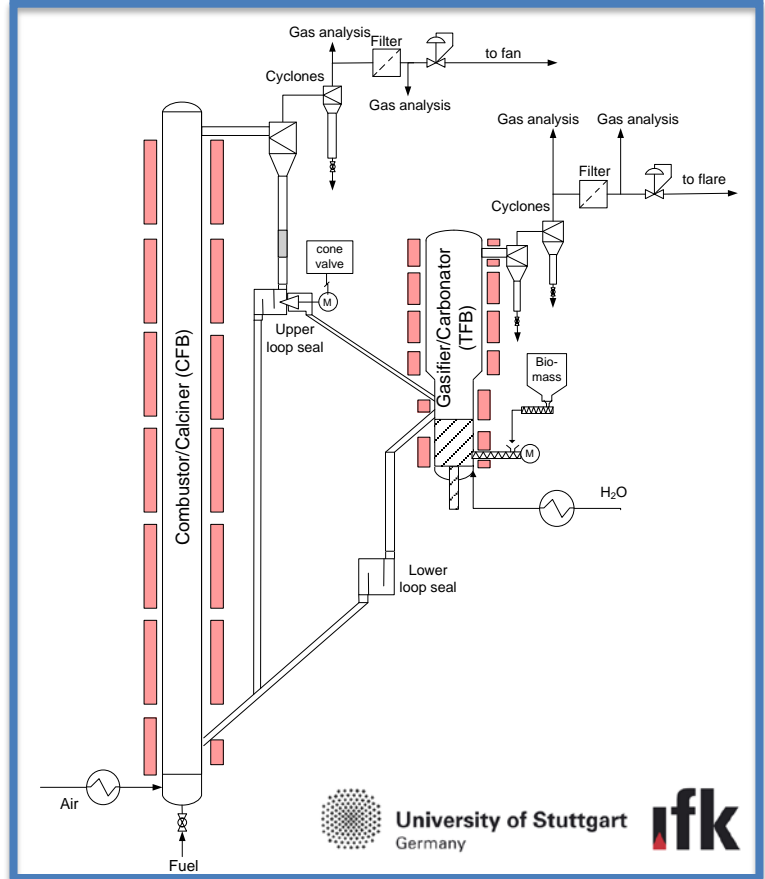 Gas analysis
Filter
to fan
Cyclones
Gas analysis
Gas analysis
Gas analysis
Filter
to flare
Cyclones
cone
valve
M
Upper
loop seal
Combustor/Calciner (CFB)
Gasifier/Carbonator
(TFB)
Bio-
mass
M
H₂O
Lower
loop seal
Air
Fuel
University of Stuttgart
Germany
ifk